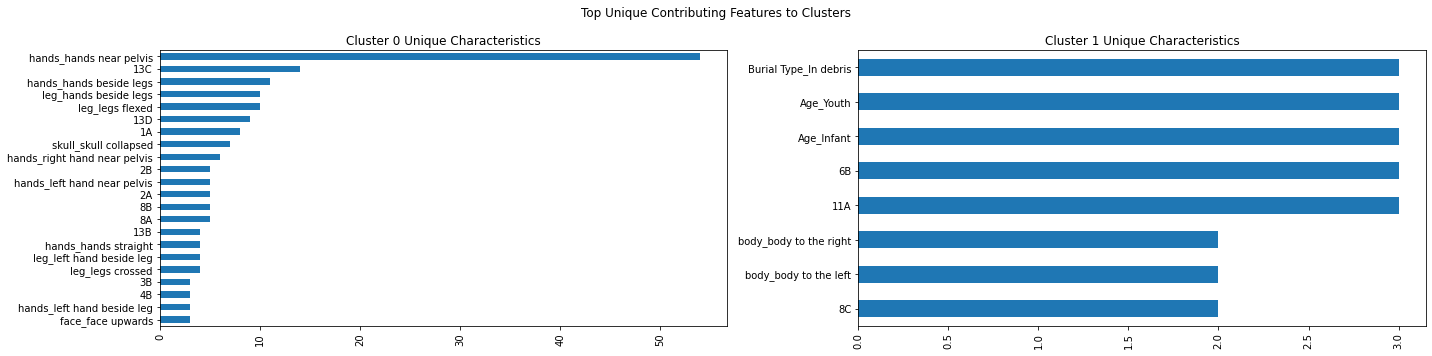 Top Unique Contributing Features to Clusters
Cluster 0 Unique Characteristics
hands_hands near pelvis
13C
hands_hands beside legs
leg_hands beside legs
leg_legs flexed
13D
1A
skull_skull collapsed
hands_right hand near pelvis
2B
hands_left hand near pelvis
2A
8B
8A
13B
hands_hands straight
leg_left hand beside leg
leg_legs crossed
3B
4B
hands_left hand beside leg
face_face upwards
0
10
20
30
40
50
Cluster 1 Unique Characteristics
Burial Type_In debris
Age_Youth
Age_Infant
6B
11A
body_body to the right
body_body to the left
8C
0.0
0.5
1.0
1.5
2.0
2.5
3.0